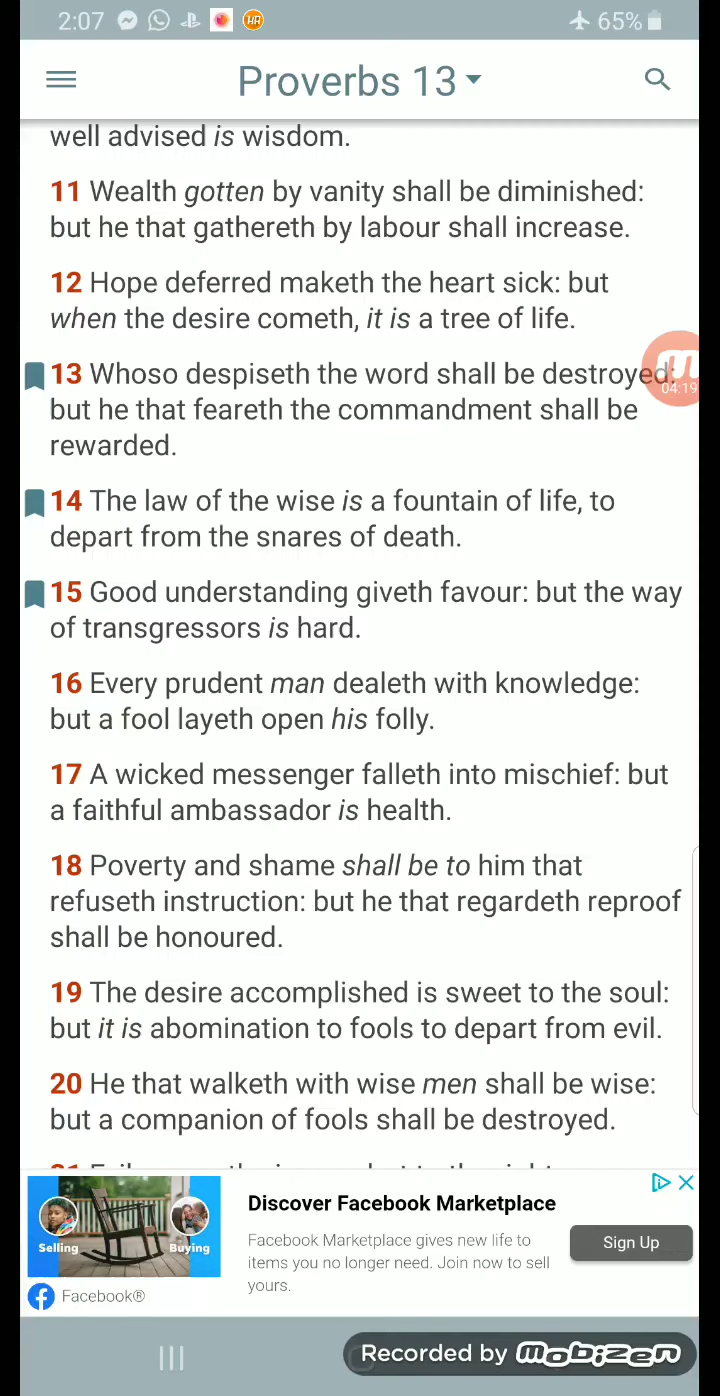 2:07 65%
Proverbs 13
well advised is wisdom.
11 Wealth gotten by vanity shall be diminished:
but he that gathereth by labour shall increase.
12 Hope deferred maketh the heart sick: but
when the desire cometh, it is a tree of life.
13 Whoso despiseth the word shall be destroyed:
04:19
but he that feareth the commandment shall be
rewarded.
14 The law of the wise is a fountain of life, to
depart from the snares of death.
15 Good understanding giveth favour: but the way
of transgressors is hard.
16 Every prudent man dealeth with knowledge:
but a fool layeth open his folly.
17 A wicked messenger falleth into mischief: but
a faithful ambassador is health.
18 Poverty and shame shall be to him that
refuseth instruction: but he that regardeth reproof
shall be honoured.
19 The desire accomplished is sweet to the soul:
but it is abomination to fools to depart from evil.
20 He that walketh with wise men shall be wise:
but a companion of fools shall be destroyed.
Discover Facebook Marketplace
Facebook Marketplace gives new life to
items you no longer need. Join now to sell
yours.
Sign Up
Selling Buying
Facebook®
Recorded by mobizen